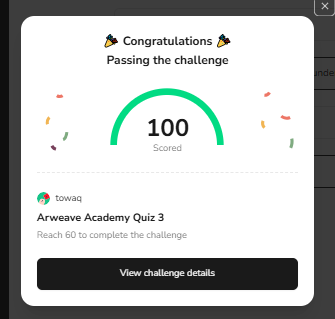 Congratulations
Passing the challenge
100
Scored
towaq
Arweave Academy Quiz 3
Reach 60 to complete the challenge
View challenge details